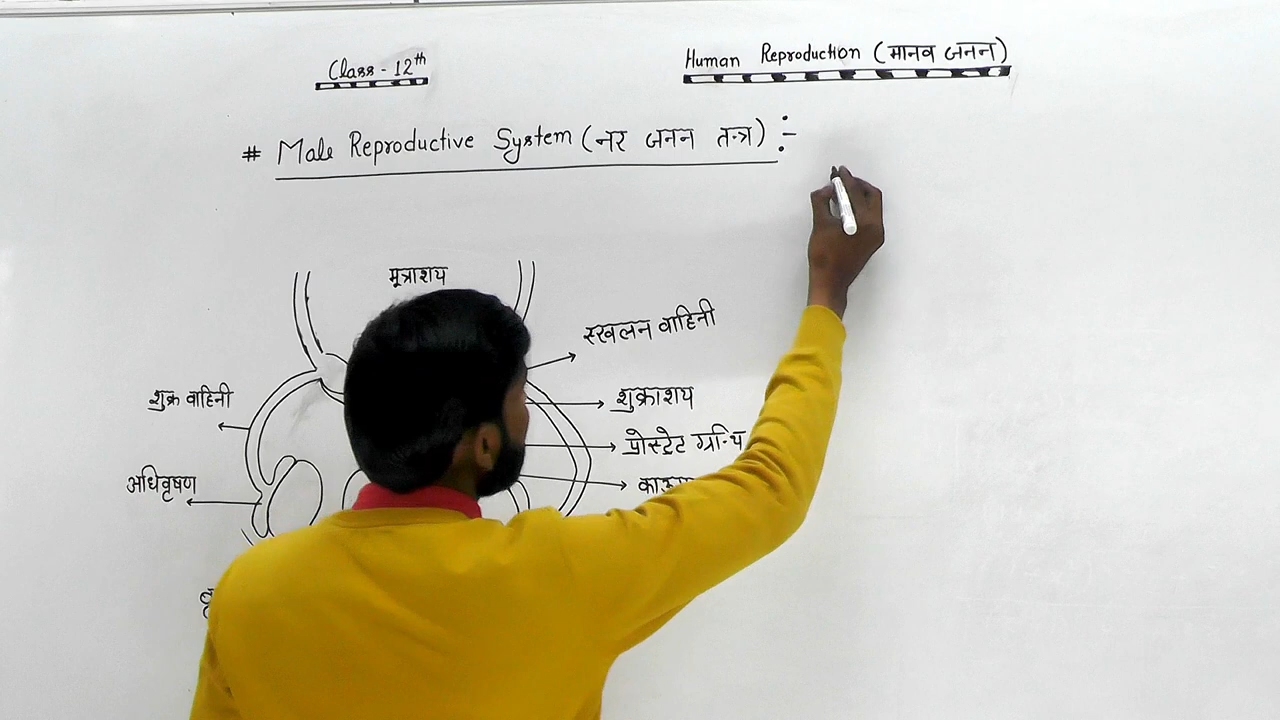 Class - 12th
Human Reproduction (मानव जनन)
# Male Reproductive System (नर जनन तन्त्र) :-
मूत्राशय
स्खलन वाहिनी
शुक्र वाहिनी
शुक्राशय
प्रोस्टेट ग्रन्थि
अधिवृषण